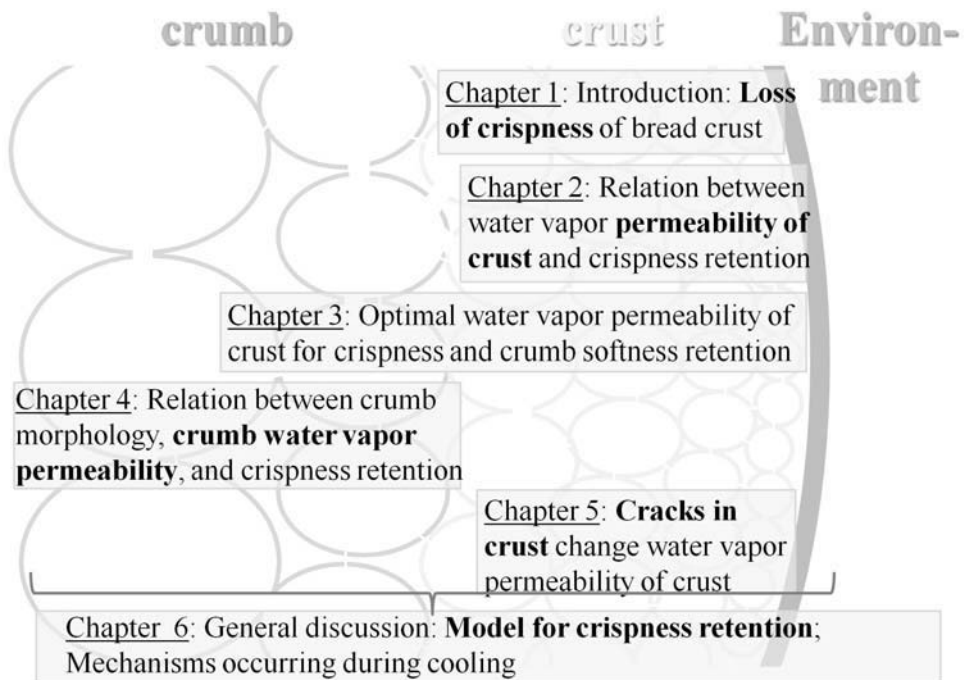 crumb crust Environ-
ment
Chapter 1: Introduction: Loss
of crispness of bread crust
Chapter 2: Relation between
water vapor permeability of
crust and crispness retention
Chapter 3: Optimal water vapor permeability of
crust for crispness and crumb softness retention
Chapter 4: Relation between crumb
morphology, crumb water vapor
permeability, and crispness retention
Chapter 5: Cracks in
crust change water vapor
permeability of crust
Chapter 6: General discussion: Model for crispness retention;
Mechanisms occurring during cooling